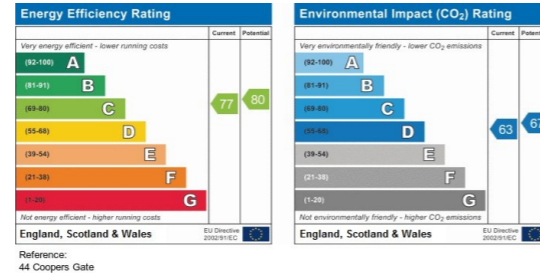 Energy Efficiency Rating
Current Potential
Very energy efficient - lower running costs
(92-100) A
(81-91) B
(69-80) C
77 80
(55-68) D
(39-54) E
(21-38) F
(1-20) G
Not energy efficient - higher running costs
England, Scotland & Wales
EU Directive
2002/91/EC
Environmental Impact (CO2) Rating
Current Poten
Very environmentally friendly - lower CO2 emissions
(92-100) A
(81-91) B
(69-80) C
(55-68) D
63 67
(39-54) E
(21-38) F
(1-20) G
Not environmentally friendly - higher CO2 emissions
England, Scotland & Wales
EU Directive
2002/91/EC
Reference:
44 Coopers Gate